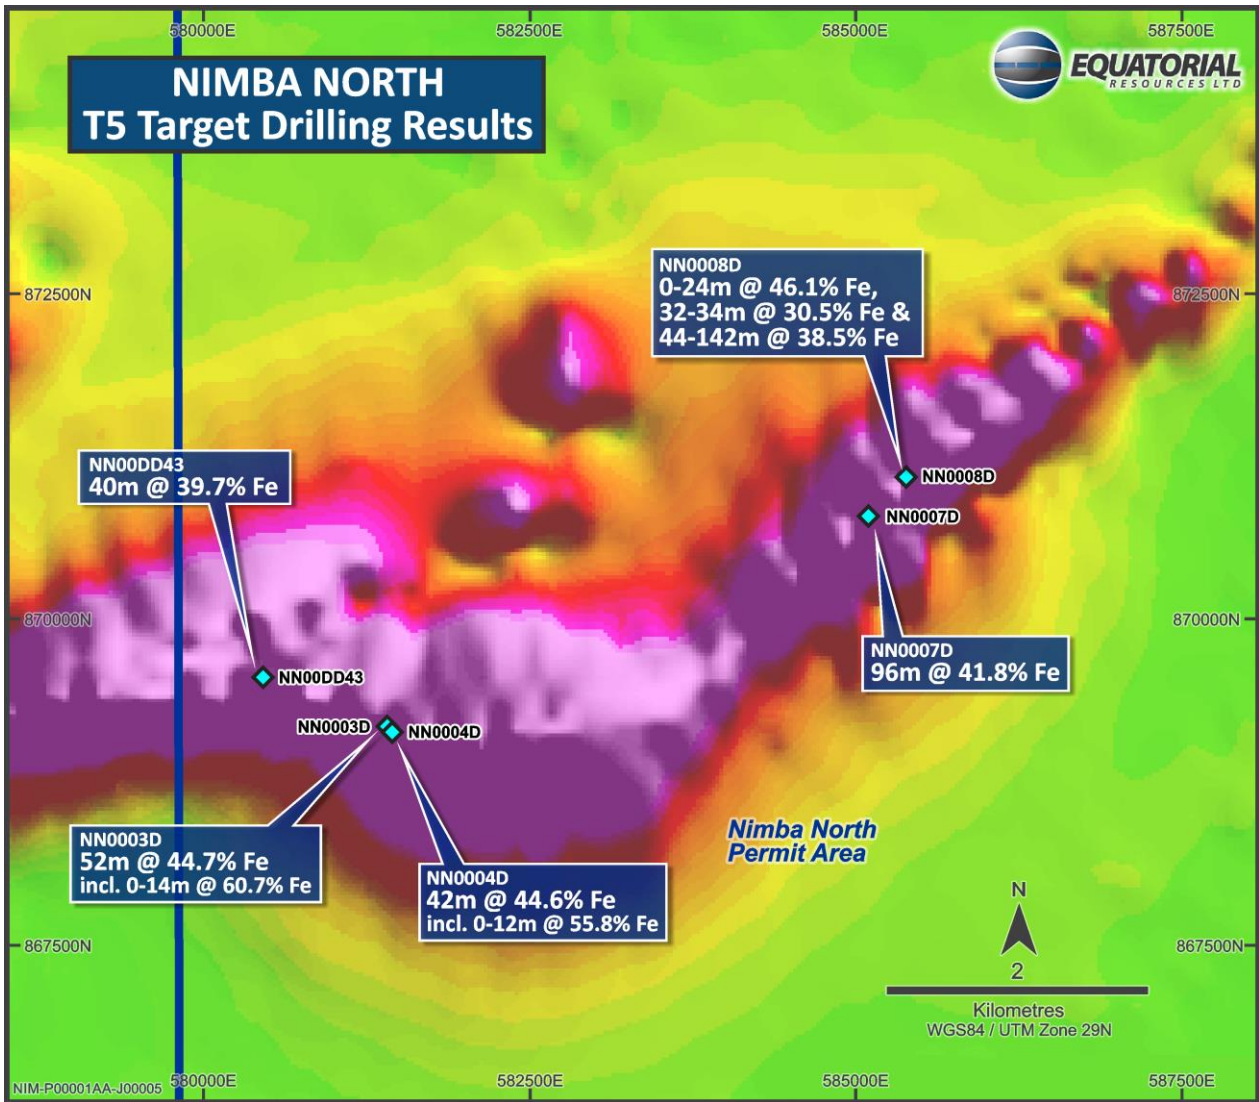 580000E
582500E
585000E
587500E
NIMBA NORTH
T5 Target Drilling Results
EQUATORIAL
RESOURCES LTD
872500N
872500N
NN0008D
0-24m @ 46.1% Fe,
32-34m @ 30.5% Fe &
44-142m @ 38.5% Fe
NN00DD43
40m @ 39.7% Fe
NN0008D
NN0007D
870000N
870000N
NN0007D
96m @ 41.8% Fe
NN00DD43
NN0003D
NN0004D
NN0003D
52m @ 44.7% Fe
incl. 0-14m @ 60.7% Fe
NN0004D
42m @ 44.6% Fe
incl. 0-12m @ 55.8% Fe
Nimba North
Permit Area
N
867500N
867500N
2
Kilometres
WGS84 / UTM Zone 29N
NIM-P00001AA-J00005
580000E
582500E
585000E
587500E